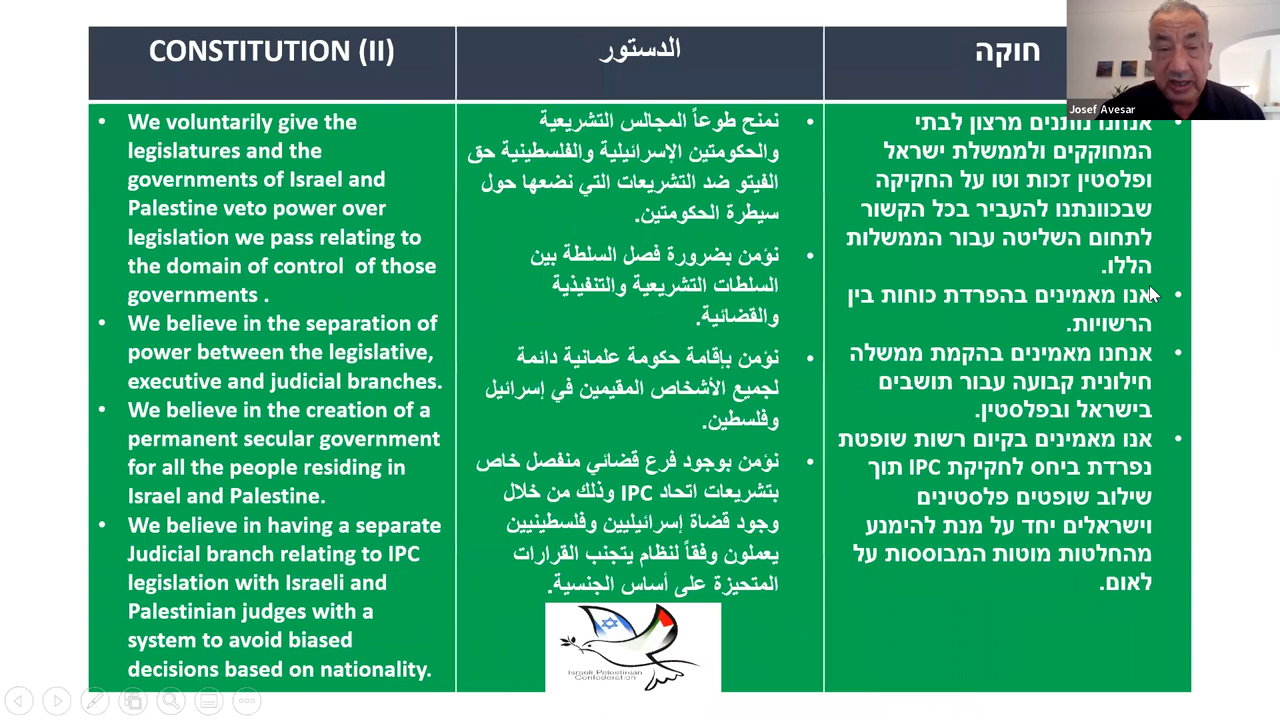 CONSTITUTION (II)
• We voluntarily give the
legislatures and the
governments of Israel and
Palestine veto power over
legislation we pass relating to
the domain of control of those
governments .
• We believe in the separation of
power between the legislative,
executive and judicial branches.
• We believe in the creation of a
permanent secular government
for all the people residing in
Israel and Palestine.
• We believe in having a separate
Judicial branch relating to IPC
legislation with Israeli and
Palestinian judges with a
system to avoid biased
decisions based on nationality.
الدستور
• نمنح طوعاً المجالس التشريعية
والحكومتين الإسرائيلية والفلسطينية حق
الفيتو ضد التشريعات التي نضعها حول
سيطرة الحكومتين.
• نؤمن بضرورة فصل السلطة بين
السلطات التشريعية والتنفيذية
والقضائية.
• نؤمن بإقامة حكومة علمانية دائمة
لجميع الأشخاص المقيمين في إسرائيل
وفلسطين.
• نؤمن بوجود فرع قضائي منفصل خاص
بتشريعات اتحاد IPC وذلك من خلال
وجود قضاة إسرائيليين وفلسطينيين
يعملون وفقاً لنظام يتجنب القرارات
المتحيزة على أساس الجنسية.
Israeli Palestinian
Confederation
חוקה
• אנחנו נותנים מרצון לבתי
המחוקקים ולממשלת ישראל
ופלסטין זכות וטו על החקיקה
שבכוונתנו להעביר בכל הקשור
לתחום השליטה עבור הממשלות
הללו.
• אנו מאמינים בהפרדת כוחות בין
הרשויות.
• אנחנו מאמינים בהקמת ממשלה
חילונית קבועה עבור תושבים
בישראל ובפלסטין.
• אנו מאמינים בקיום רשות שופטת
נפרדת ביחס לחקיקת IPC תוך
שילוב שופטים פלסטינים
וישראלים יחד על מנת להימנע
מהחלטות מוטות המבוססות על
לאום.
Josef Avesar